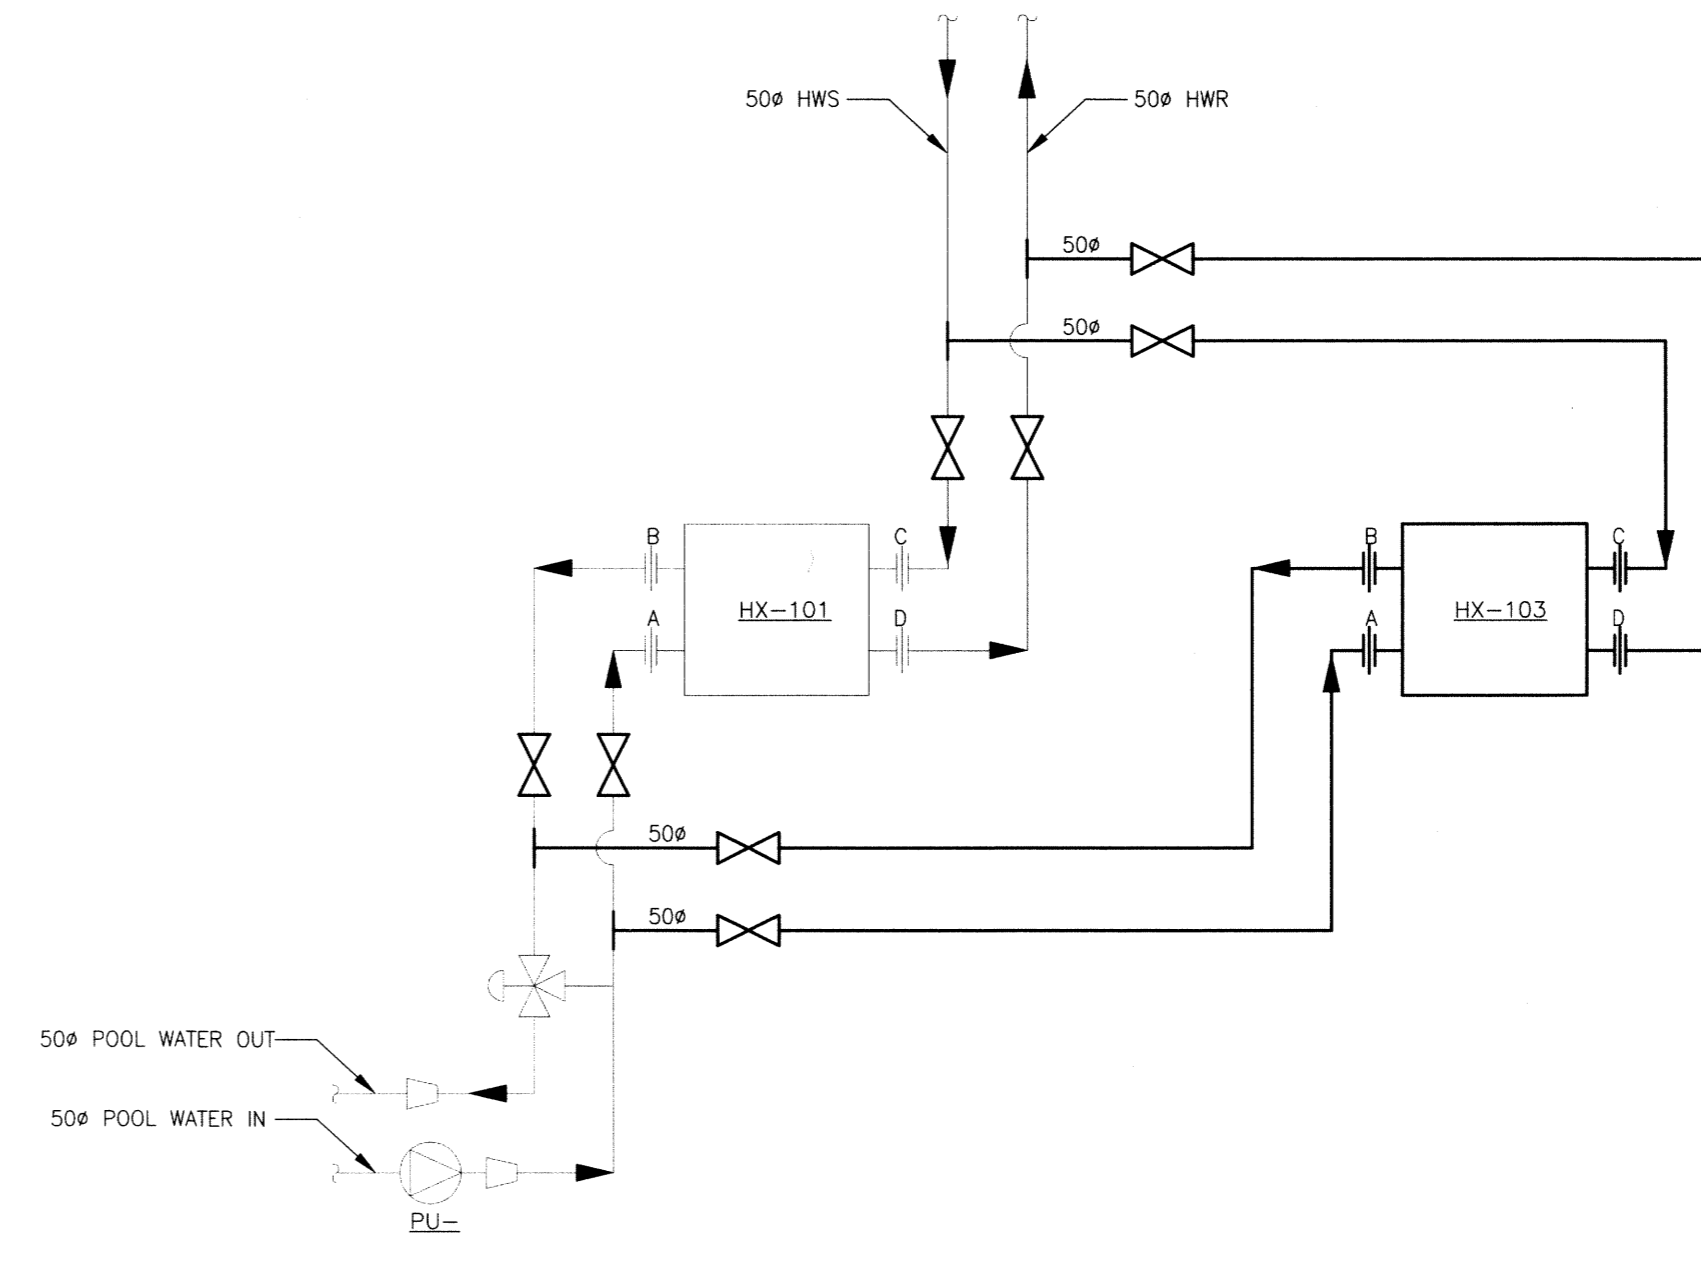 50ø HWS
50ø HWR
50ø
50ø
B
C
HX-101
A
D
B
C
HX-103
A
D
50ø
50ø
50ø POOL WATER OUT
50ø POOL WATER IN
PU-